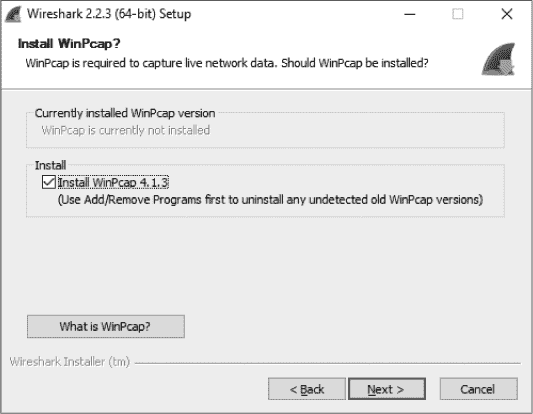 Wireshark 2.2.3 (64-bit) Setup
Install WinPcap?
WinPcap is required to capture live network data. Should WinPcap be installed?
Currently installed WinPcap version
WinPcap is currently not installed
Install
Install WinPcap 4.1.3
(Use Add/Remove Programs first to uninstall any undetected old WinPcap versions)
What is WinPcap?
Wireshark Installer (tm)
< Back
Next >
Cancel